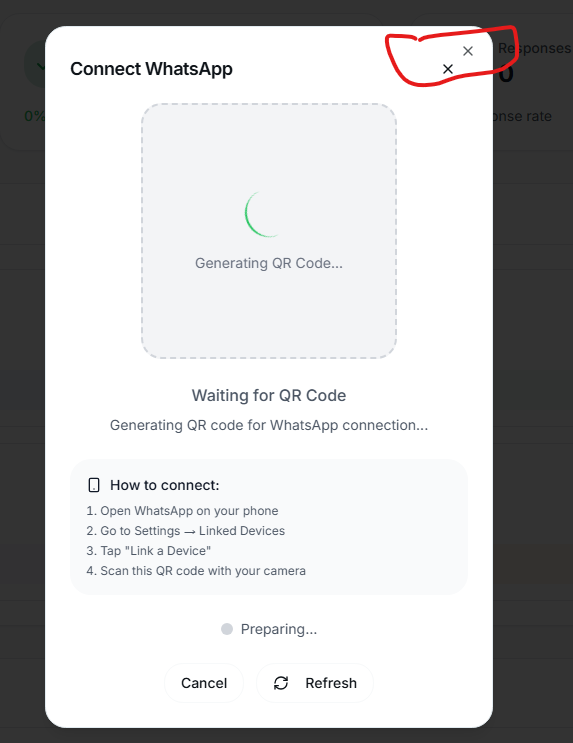 Responses
Connect WhatsApp
0
0%
onse rate
Generating QR Code...
Waiting for QR Code
Generating QR code for WhatsApp connection...
How to connect:
1. Open WhatsApp on your phone
2. Go to Settings → Linked Devices
3. Tap "Link a Device"
4. Scan this QR code with your camera
Preparing...
Cancel
Refresh